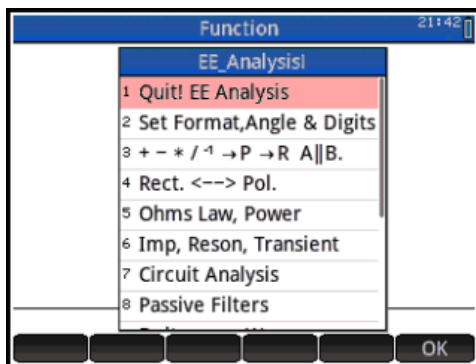 Function
21:42
EE_Analysis!
1 Quit! EE Analysis
2 Set Format,Angle & Digits
3 + − * / ⁻¹ →P →R A||B.
4 Rect. <--> Pol.
5 Ohms Law, Power
6 Imp, Reson, Transient
7 Circuit Analysis
8 Passive Filters
OK